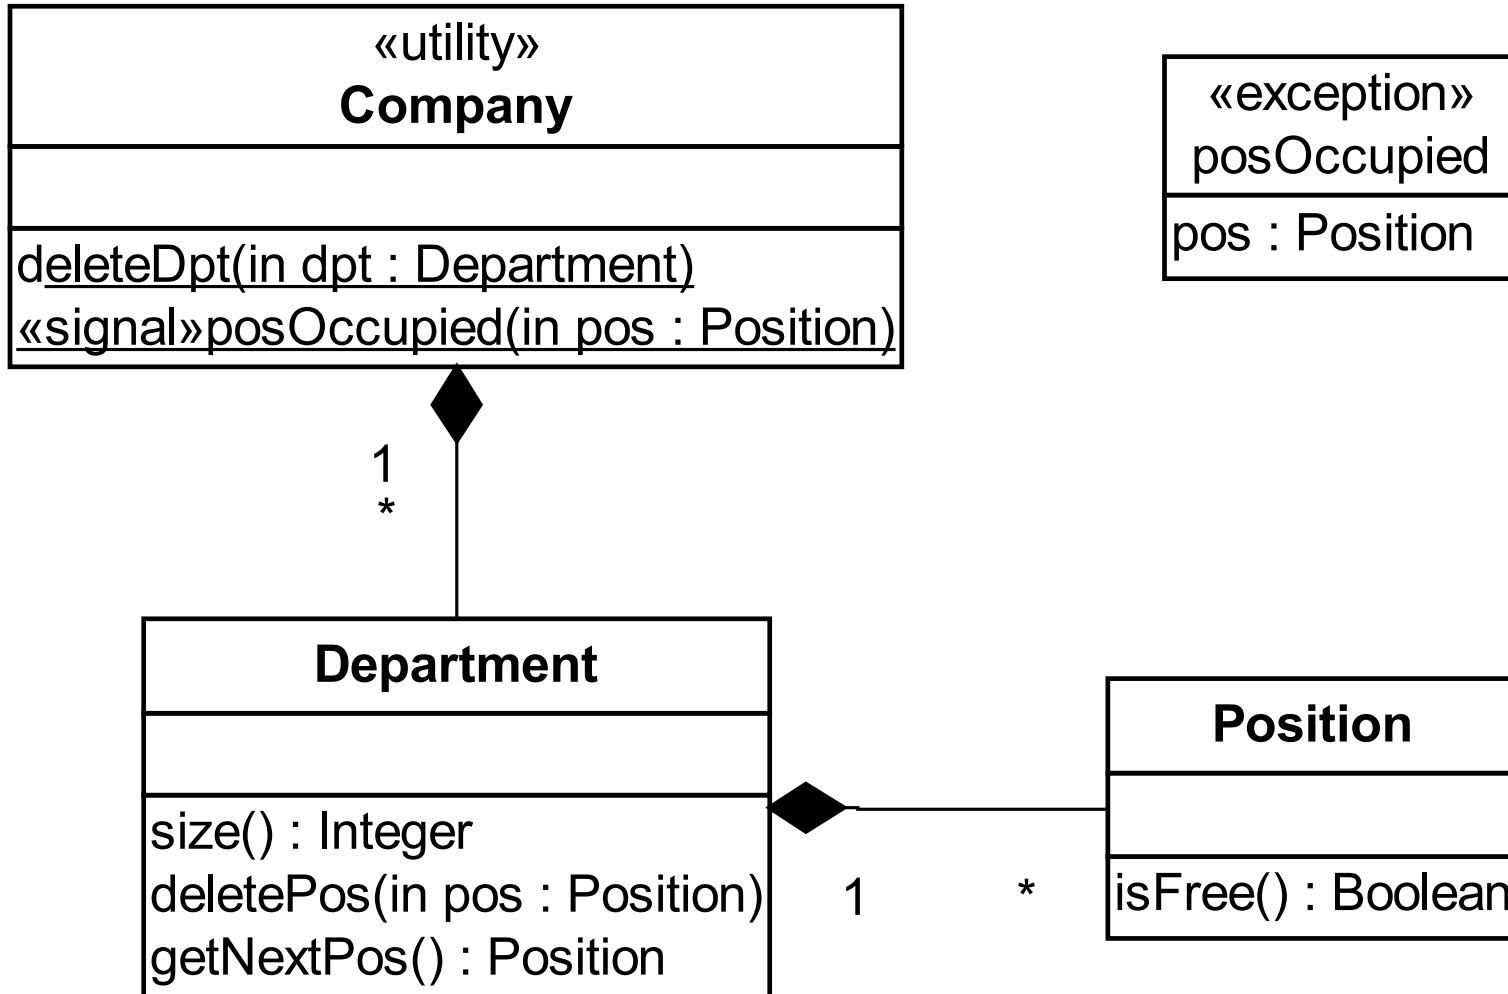 «utility»
Company
deleteDpt(in dpt : Department)
«signal»posOccupied(in pos : Position)
«exception»
posOccupied
pos : Position
1
*
Department
size() : Integer
deletePos(in pos : Position)
getNextPos() : Position
1
*
Position
isFree() : Boolean